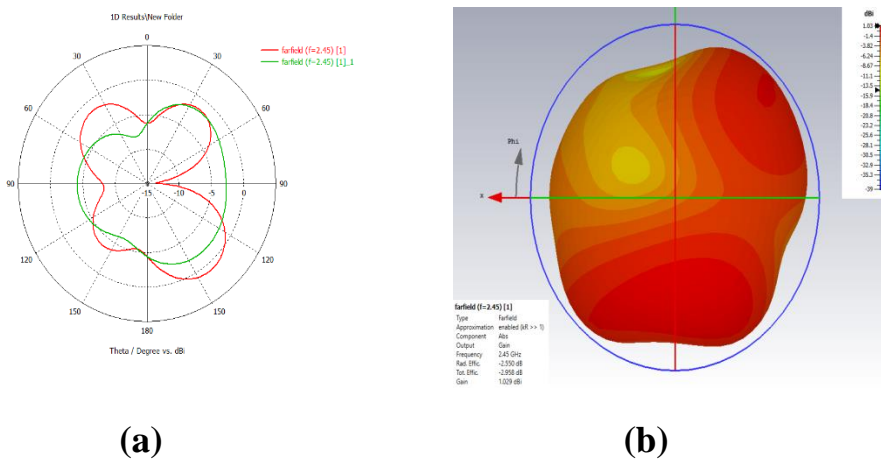 1D Results\New Folder
farfield (f=2.45) [1]
farfield (f=2.45) [1]_1
0
30
30
60
60
90
-15
-10
-5
0
90
120
120
150
150
180
Theta / Degree vs. dBi
(a)
dBi
1.03
-1.4
-3.82
-6.24
-8.67
-11.1
-13.5
-15.9
-18.4
-20.8
-23.2
-25.6
-28.1
-30.5
-32.9
-35.3
-39
Phi
x
farfield (f=2.45) [1]
Type Farfield
Approximation enabled (kR >> 1)
Component Abs
Output Gain
Frequency 2.45 GHz
Rad. Effic. -2.550 dB
Tot. Effic. -2.958 dB
Gain 1.029 dBi
(b)